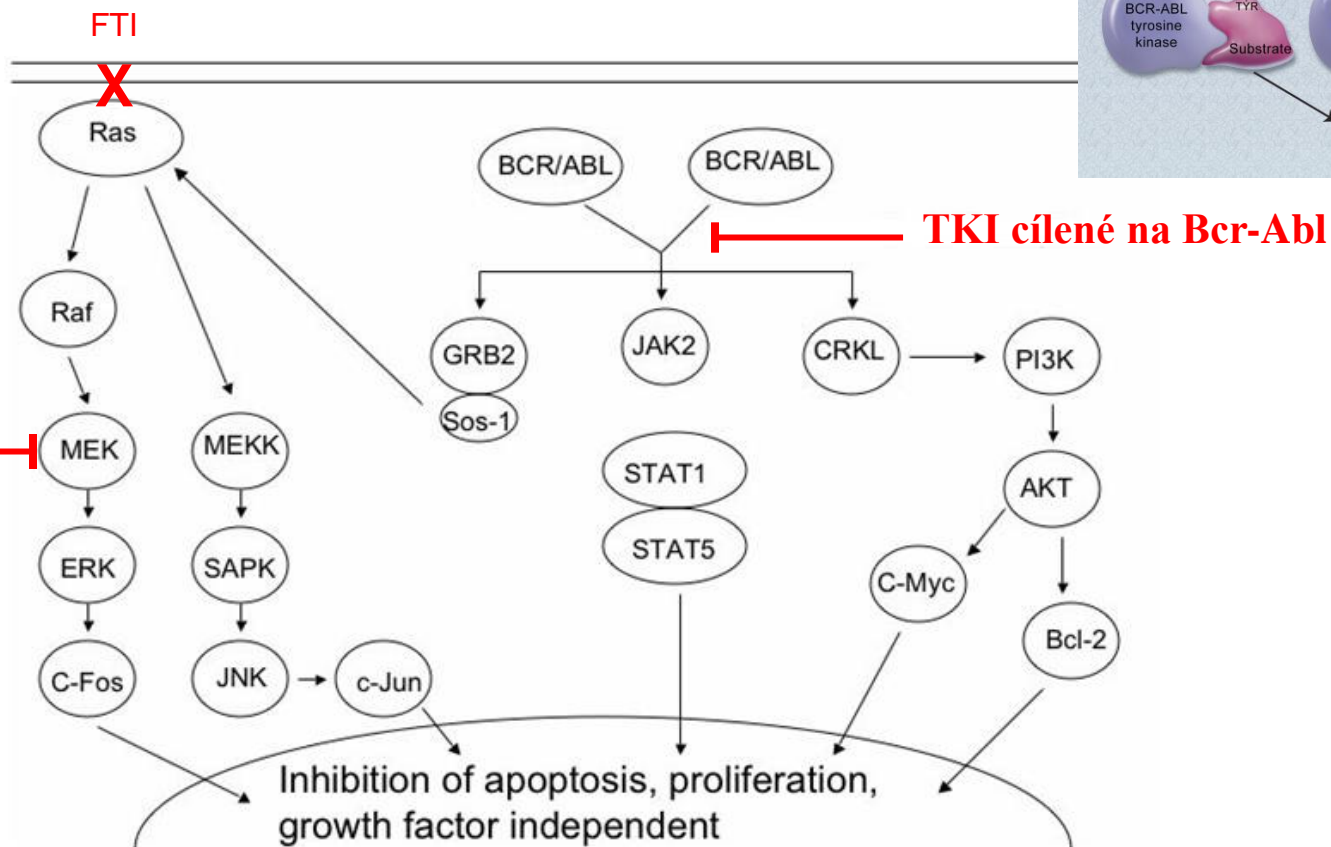 FTI
X
BCR-ABL
tyrosine
kinase
TYR
Substrate
Ras
BCR/ABL
BCR/ABL
TKI cílené na Bcr-Abl
Raf
GRB2
JAK2
CRKL
PI3K
Sos-1
MEK
MEKK
STAT1
AKT
ERK
SAPK
STAT5
C-Myc
Bcl-2
C-Fos
JNK
c-Jun
Inhibition of apoptosis, proliferation,
growth factor independent